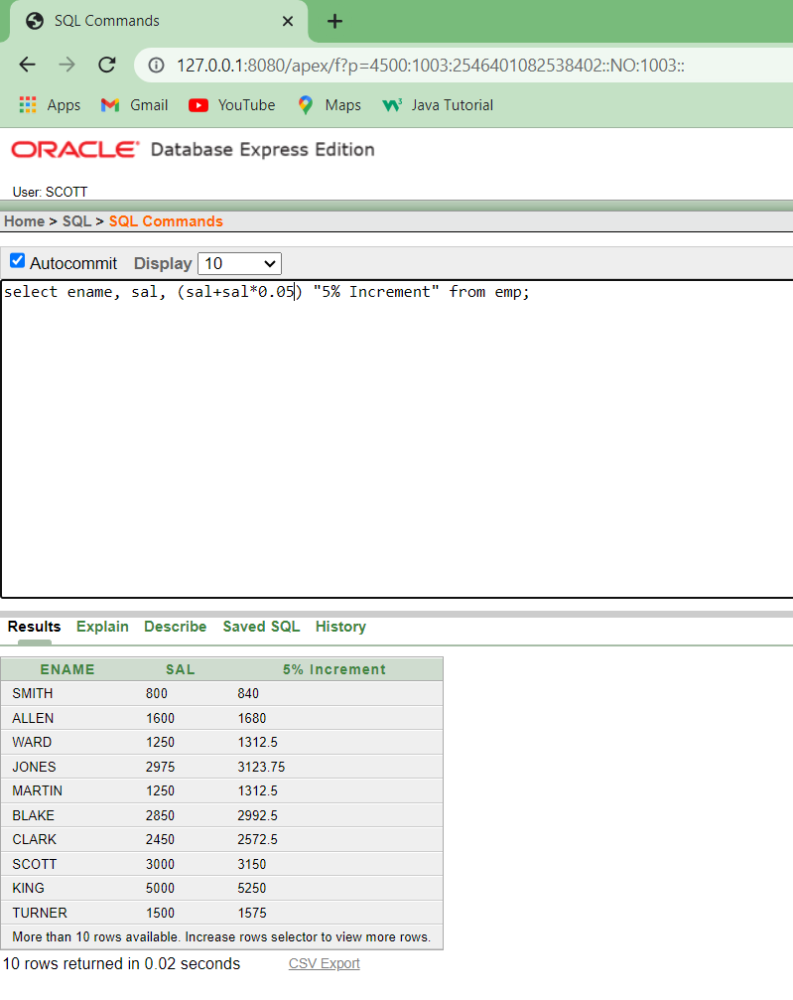 SQL Commands
127.0.0.1:8080/apex/f?p=4500:1003:2546401082538402::NO:1003::
Apps Gmail YouTube Maps w3 Java Tutorial
ORACLE Database Express Edition
User: SCOTT
Home > SQL > SQL Commands
Autocommit Display 10
select ename, sal, (sal+sal*0.05) "5% Increment" from emp;
Results Explain Describe Saved SQL History
ENAME SAL 5% Increment
SMITH 800 840
ALLEN 1600 1680
WARD 1250 1312.5
JONES 2975 3123.75
MARTIN 1250 1312.5
BLAKE 2850 2992.5
CLARK 2450 2572.5
SCOTT 3000 3150
KING 5000 5250
TURNER 1500 1575
More than 10 rows available. Increase rows selector to view more rows.
10 rows returned in 0.02 seconds CSV Export